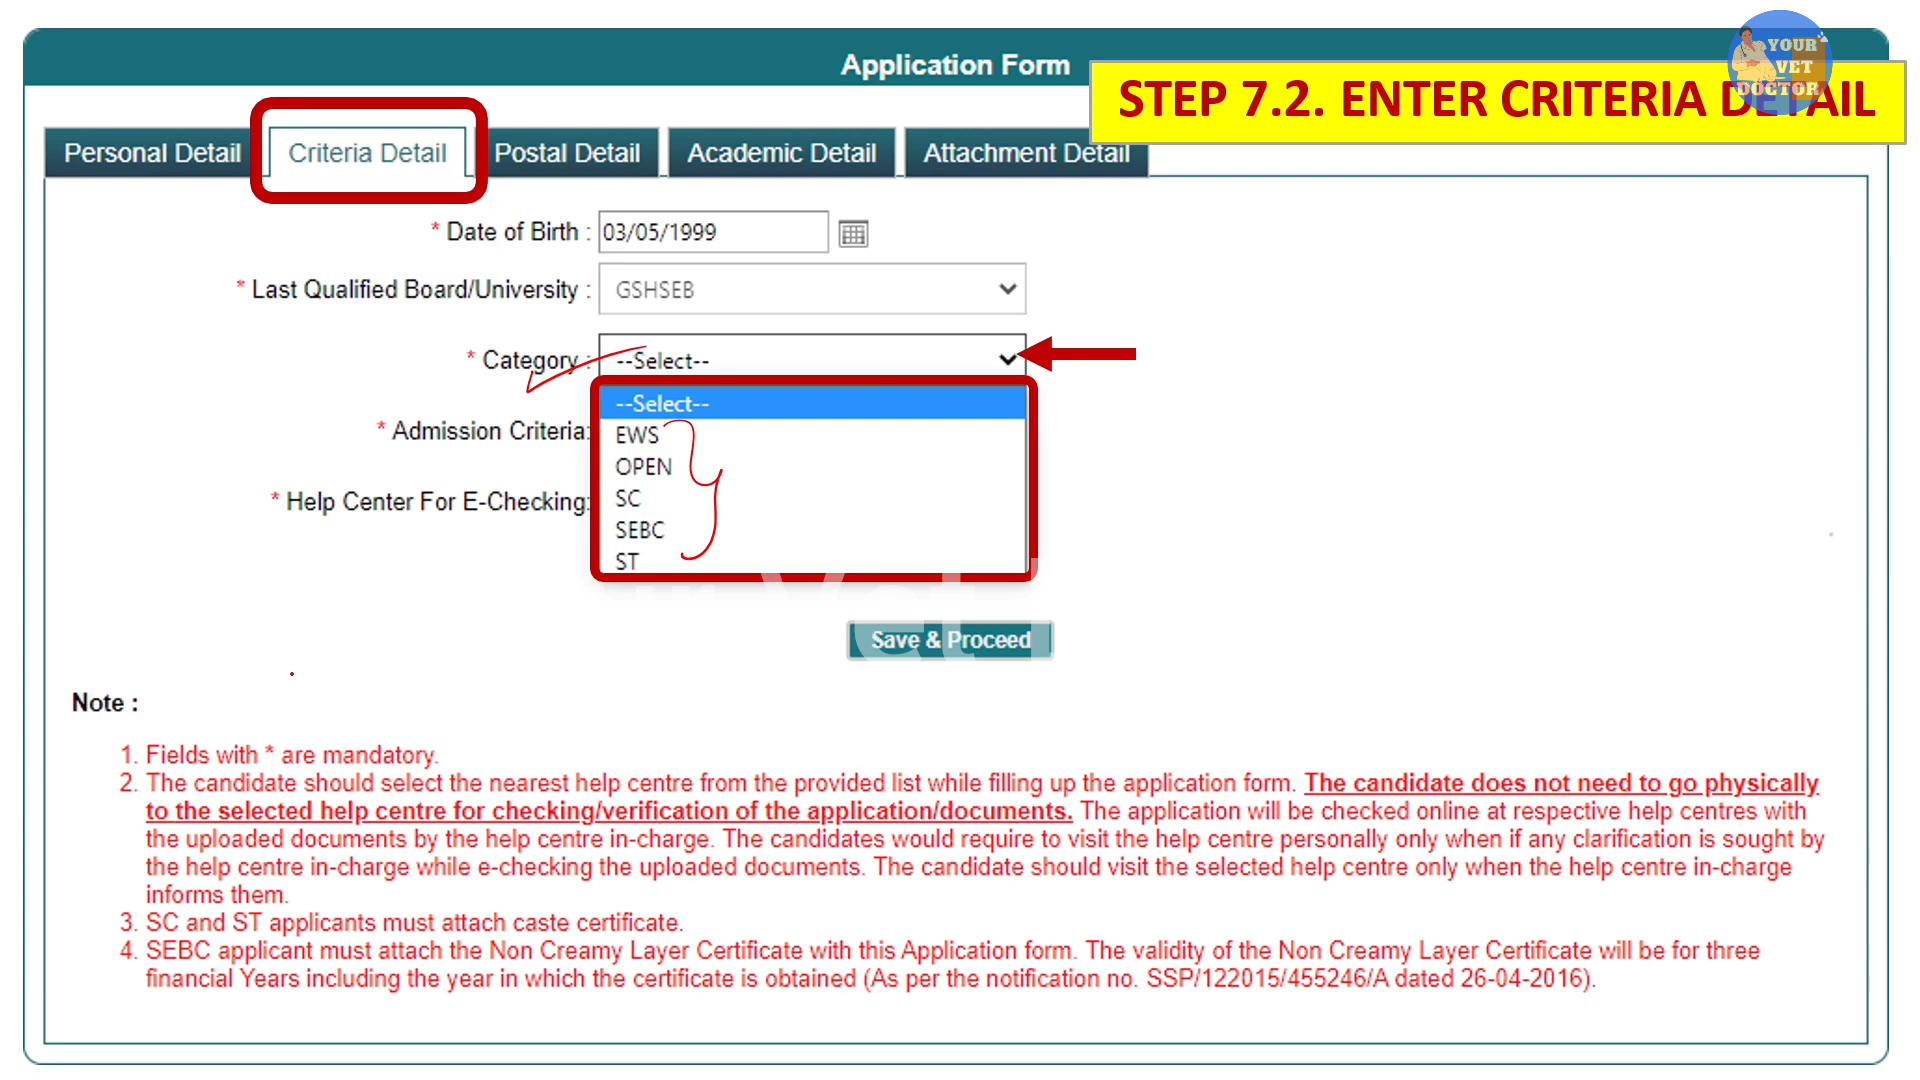 Application Form
YOUR
VET
DOCTOR
STEP 7.2. ENTER CRITERIA DETAIL
Personal Detail
Criteria Detail
Postal Detail
Academic Detail
Attachment Detail
* Date of Birth : 03/05/1999
* Last Qualified Board/University : GSHSEB
* Category : --Select--
--Select--
* Admission Criteria:
EWS
OPEN
* Help Center For E-Checking:
SC
SEBC
ST
Vet
Save & Proceed
Note :
1. Fields with * are mandatory.
2. The candidate should select the nearest help centre from the provided list while filling up the application form. The candidate does not need to go physically
to the selected help centre for checking/verification of the application/documents. The application will be checked online at respective help centres with
the uploaded documents by the help centre in-charge. The candidates would require to visit the help centre personally only when if any clarification is sought by
the help centre in-charge while e-checking the uploaded documents. The candidate should visit the selected help centre only when the help centre in-charge
informs them.
3. SC and ST applicants must attach caste certificate.
4. SEBC applicant must attach the Non Creamy Layer Certificate with this Application form. The validity of the Non Creamy Layer Certificate will be for three
financial Years including the year in which the certificate is obtained (As per the notification no. SSP/122015/455246/A dated 26-04-2016).